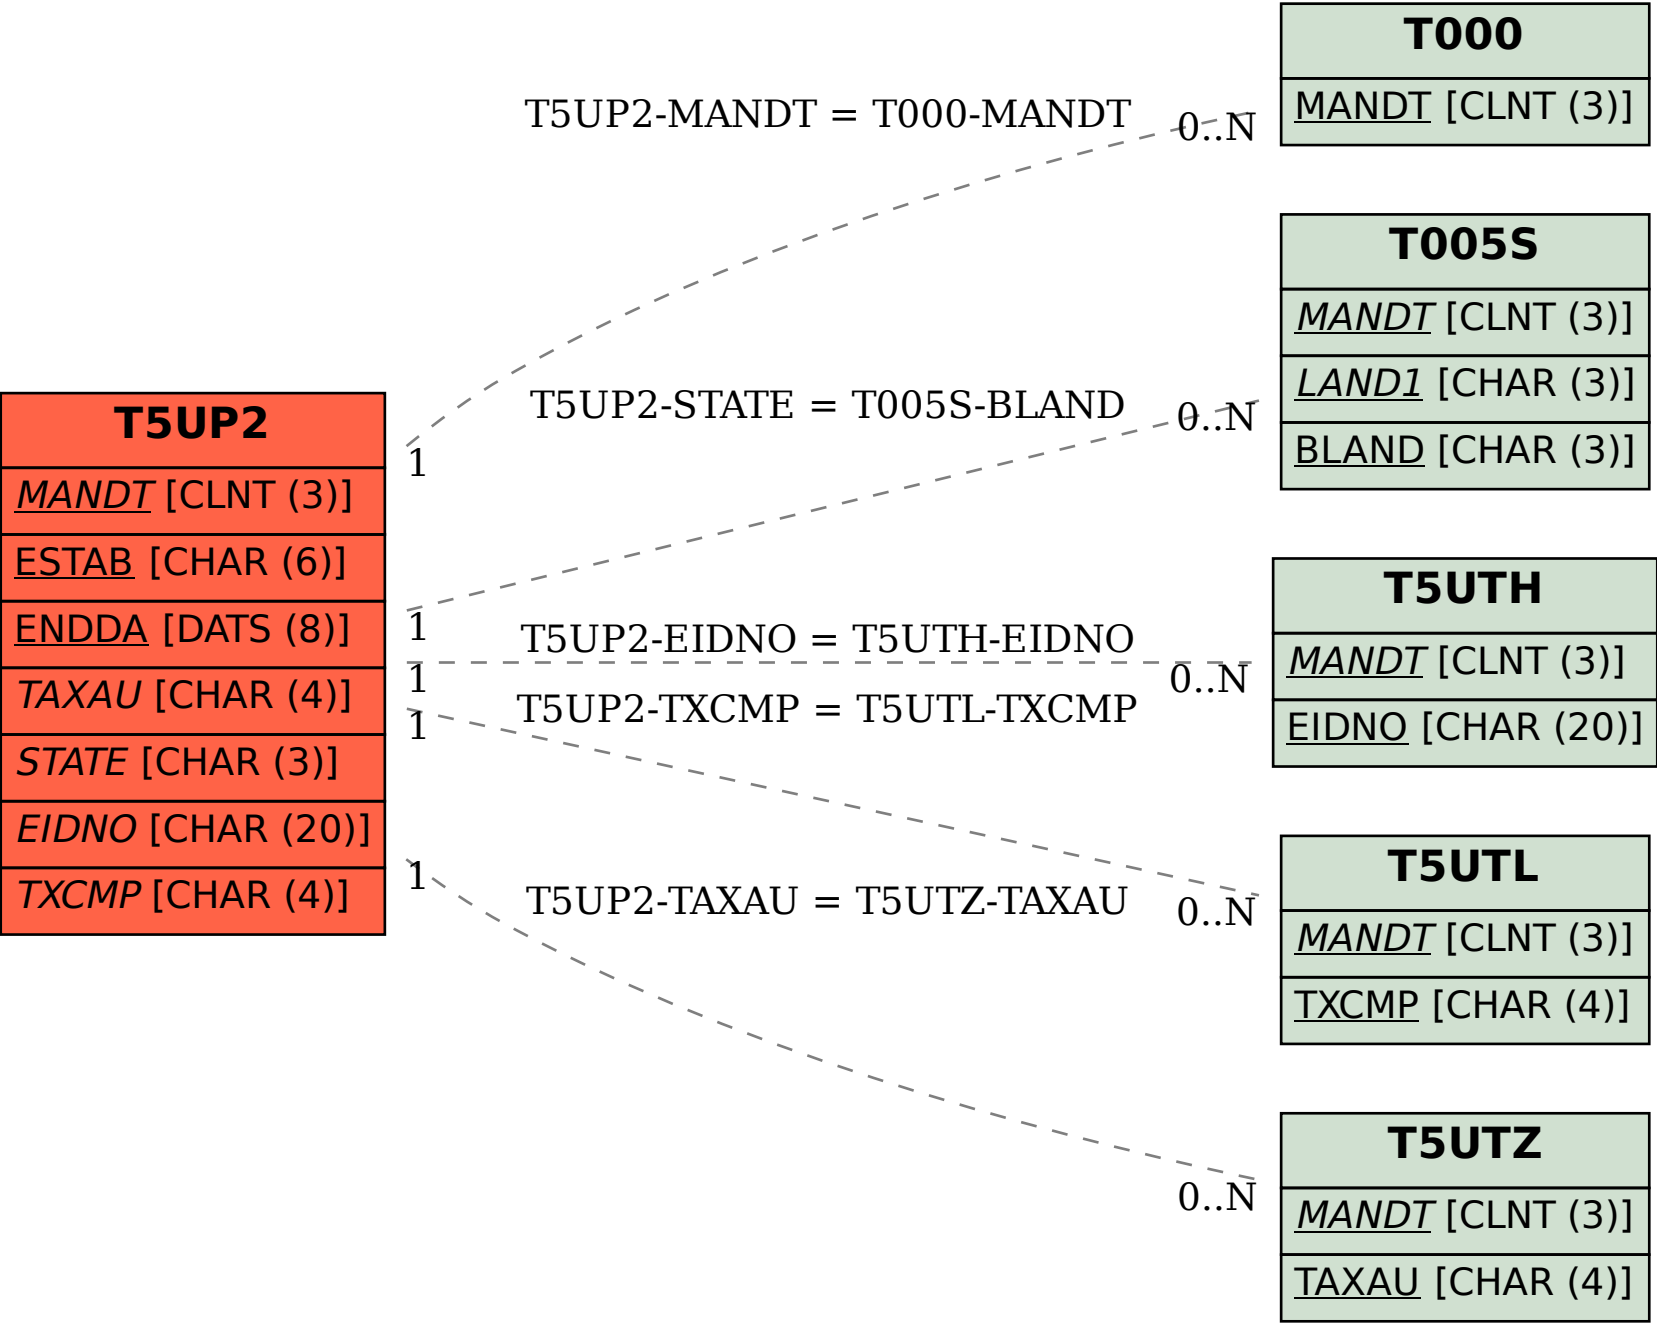 T5UP2
MANDT [CLNT (3)]
ESTAB [CHAR (6)]
ENDDA [DATS (8)]
TAXAU [CHAR (4)]
STATE [CHAR (3)]
EIDNO [CHAR (20)]
TXCMP [CHAR (4)]
T5UP2-MANDT = T000-MANDT
0..N
1
T5UP2-STATE = T005S-BLAND
0..N
1
T5UP2-EIDNO = T5UTH-EIDNO
0..N
1
T5UP2-TXCMP = T5UTL-TXCMP
0..N
1
T5UP2-TAXAU = T5UTZ-TAXAU
0..N
1
T000
MANDT [CLNT (3)]
T005S
MANDT [CLNT (3)]
LAND1 [CHAR (3)]
BLAND [CHAR (3)]
T5UTH
MANDT [CLNT (3)]
EIDNO [CHAR (20)]
T5UTL
MANDT [CLNT (3)]
TXCMP [CHAR (4)]
T5UTZ
MANDT [CLNT (3)]
TAXAU [CHAR (4)]